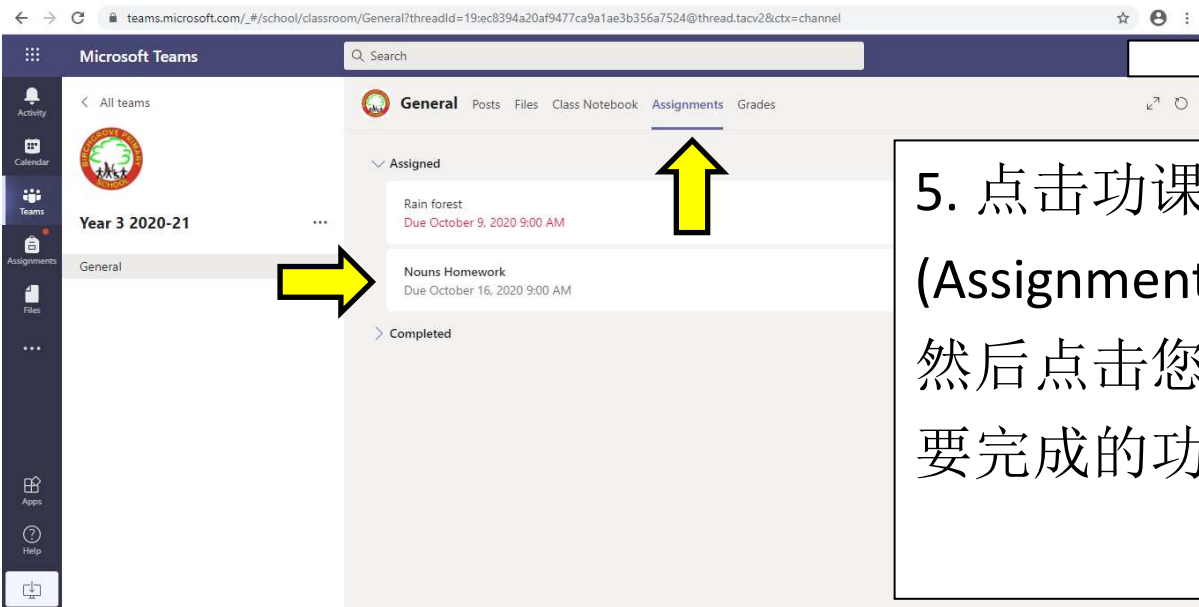 teams.microsoft.com/_#/school/classroom/General?threadId=19:ec8394a20af9477ca9a1ae3b356a7524@thread.tacv2&ctx=channel
Microsoft Teams
Search
Activity
Calendar
Teams
Assignments
Files
Apps
Help
All teams
Year 3 2020-21
General
General Posts Files Class Notebook Assignments Grades
Assigned
Rain forest
Due October 9, 2020 9:00 AM
Nouns Homework
Due October 16, 2020 9:00 AM
Completed
5. 点击功课
(Assignment
然后点击您
要完成的功